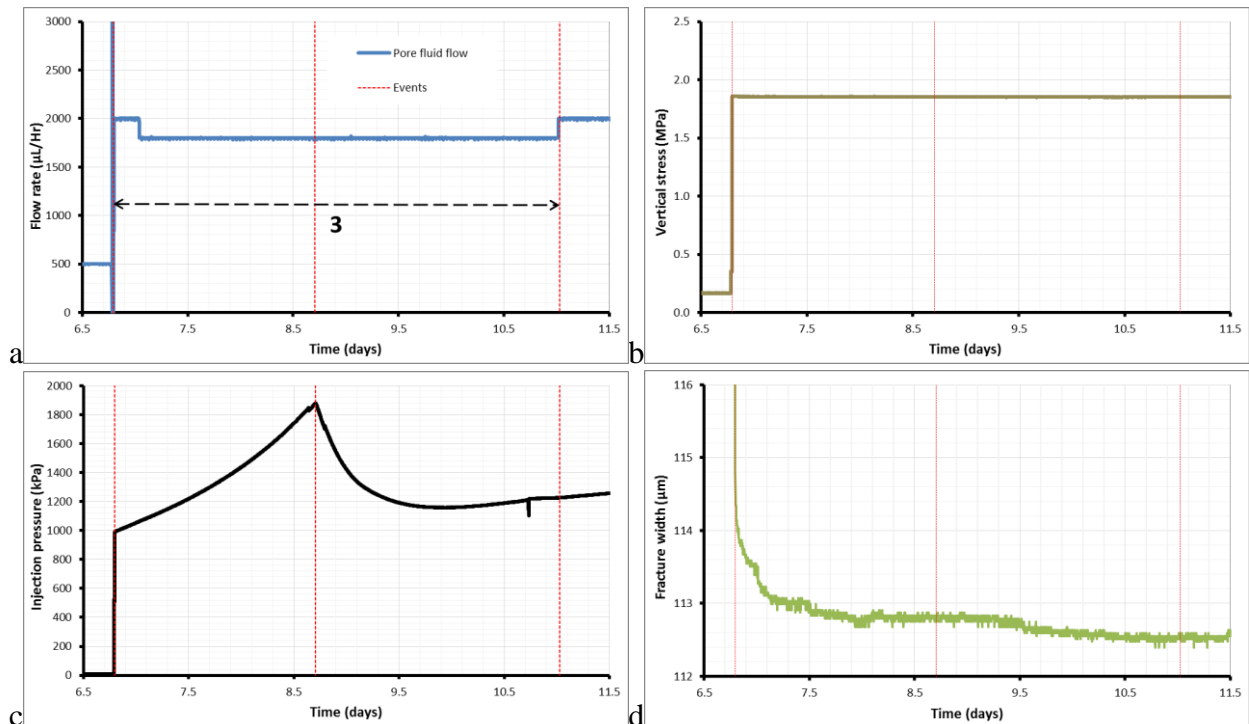 3000
2500
2000
1500
1000
500
0
Flow rate (µL/Hr)
Pore fluid flow
Events
3
6.5 7.5 8.5 9.5 10.5 11.5
Time (days)
a
2.5
2.0
1.5
1.0
0.5
0.0
Vertical stress (MPa)
6.5 7.5 8.5 9.5 10.5 11.5
Time (days)
b
2000
1800
1600
1400
1200
1000
800
600
400
200
0
Injection pressure (kPa)
6.5 7.5 8.5 9.5 10.5 11.5
Time (days)
c
116
115
114
113
112
Fracture width (µm)
6.5 7.5 8.5 9.5 10.5 11.5
Time (days)
d